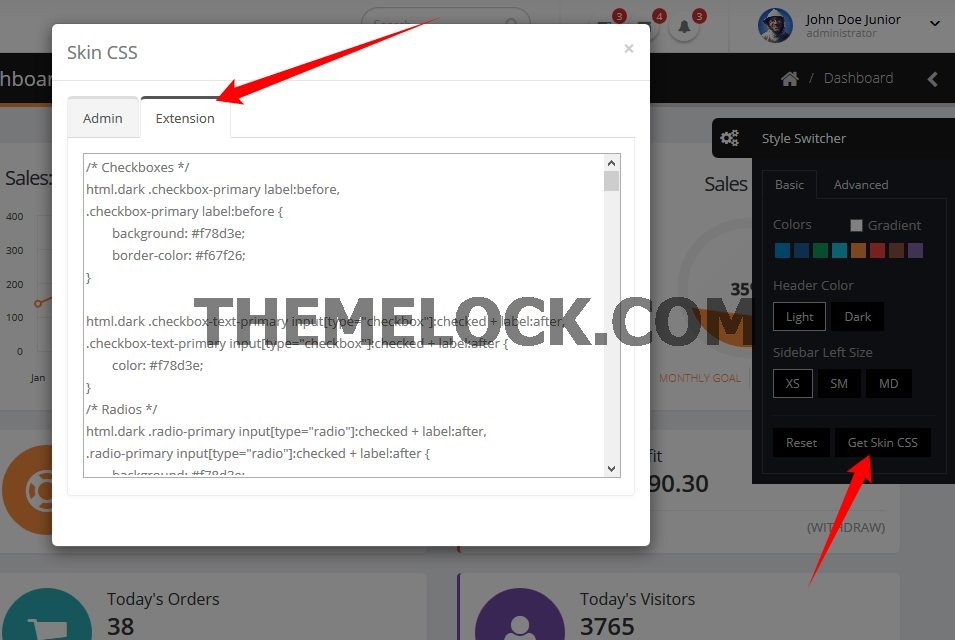 Search
3
4
3
John Doe Junior
administrator
Skin CSS
×
hboar
/ Dashboard
Admin
Extension
Style Switcher
/* Checkboxes */
html.dark .checkbox-primary label:before,
.checkbox-primary label:before {
background: #f78d3e;
border-color: #f67f26;
}
html.dark .checkbox-text-primary input[type="checkbox"]:checked + label:after,
.checkbox-text-primary input[type="checkbox"]:checked + label:after {
color: #f78d3e;
}
/* Radios */
html.dark .radio-primary input[type="radio"]:checked + label:after,
.radio-primary input[type="radio"]:checked + label:after {
background: #f78d3e;
THEMELOCK.COM
Sales:
400
300
200
100
0
Jan
Sales
35%
MONTHLY GOAL
Basic
Advanced
Colors
Gradient
Header Color
Light
Dark
Sidebar Left Size
XS
SM
MD
Reset
Get Skin CSS
fit
90.30
(WITHDRAW)
Today's Orders
38
Today's Visitors
3765